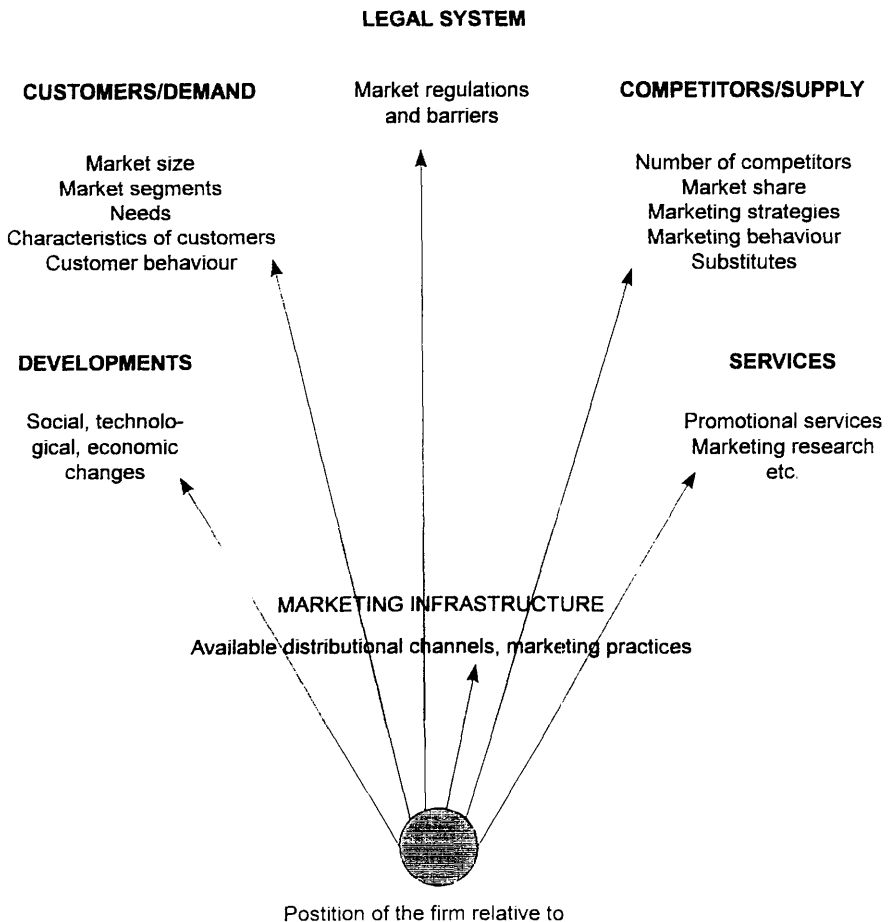 LEGAL SYSTEM
Market regulations
and barriers
CUSTOMERS/DEMAND
Market size
Market segments
Needs
Characteristics of customers
Customer behaviour
COMPETITORS/SUPPLY
Number of competitors
Market share
Marketing strategies
Marketing behaviour
Substitutes
DEVELOPMENTS
Social, technolo-
gical, economic
changes
SERVICES
Promotional services
Marketing research
etc.
MARKETING INFRASTRUCTURE
Available distributional channels, marketing practices
Postition of the firm relative to